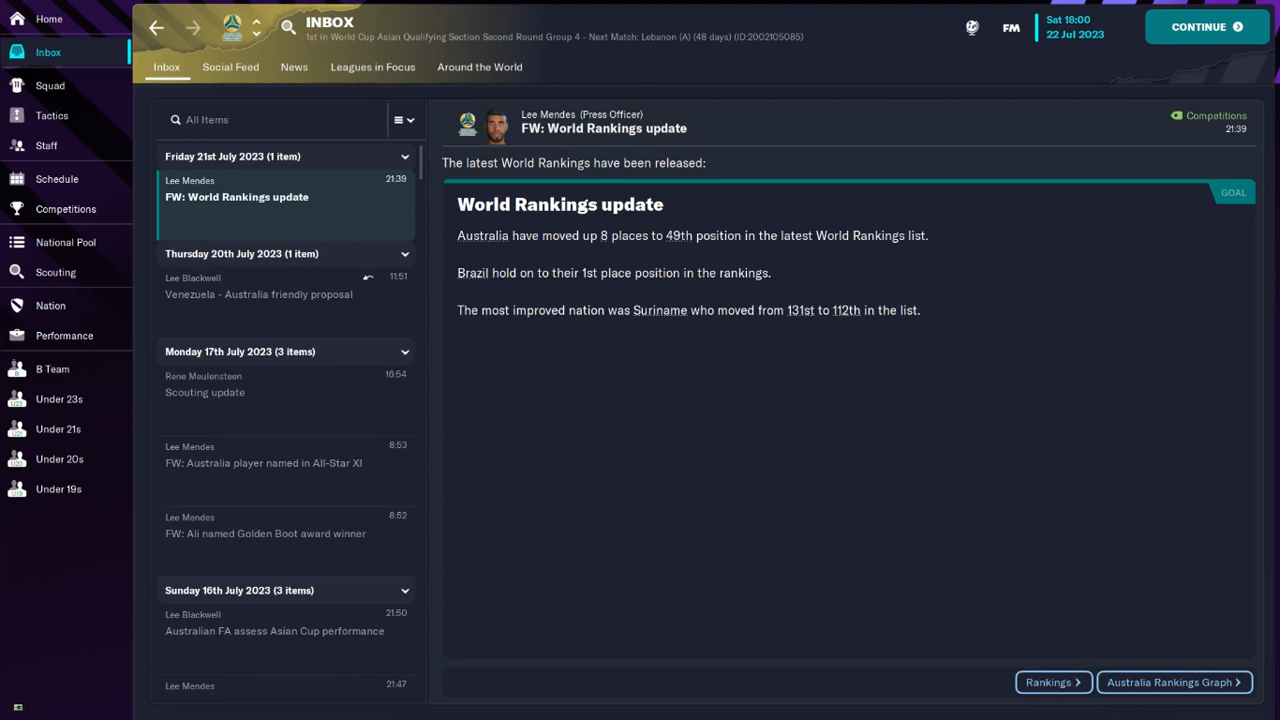 Home
Inbox
Squad
Tactics
Staff
Schedule
Competitions
National Pool
Scouting
Nation
Performance
B Team
Under 23s
Under 21s
Under 20s
Under 19s
INBOX
1st in World Cup Asian Qualifying Section Second Round Group 4 - Next Match: Lebanon (A) (48 days) (ID:2002105085)
FM
Sat 18:00
22 Jul 2023
CONTINUE
Inbox Social Feed News Leagues in Focus Around the World
All Items
Friday 21st July 2023 (1 item)
Lee Mendes 21:39
FW: World Rankings update
Thursday 20th July 2023 (1 item)
Lee Blackwell 11:51
Venezuela - Australia friendly proposal
Monday 17th July 2023 (3 items)
Rene Meulensteen 16:54
Scouting update
Lee Mendes 8:53
FW: Australia player named in All-Star XI
Lee Mendes 8:52
FW: Ali named Golden Boot award winner
Sunday 16th July 2023 (3 items)
Lee Blackwell 21:50
Australian FA assess Asian Cup performance
Lee Mendes 21:47
Lee Mendes (Press Officer)
FW: World Rankings update
Competitions
21:39
The latest World Rankings have been released:
GOAL
World Rankings update
Australia have moved up 8 places to 49th position in the latest World Rankings list.
Brazil hold on to their 1st place position in the rankings.
The most improved nation was Suriname who moved from 131st to 112th in the list.
Rankings
Australia Rankings Graph